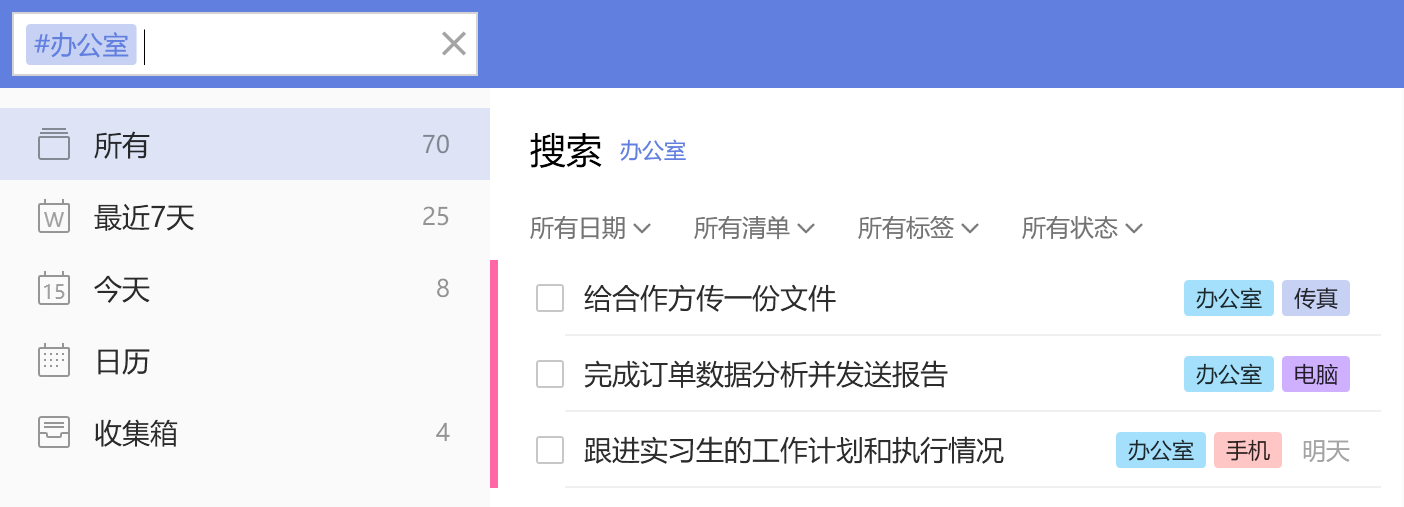 #办公室
所有 70
W 最近7天 25
15 今天 8
日历
收集箱 4
搜索 办公室
所有日期 所有清单 所有标签 所有状态
给合作方传一份文件 办公室 传真
完成订单数据分析并发送报告 办公室 电脑
跟进实习生的工作计划和执行情况 办公室 手机 明天